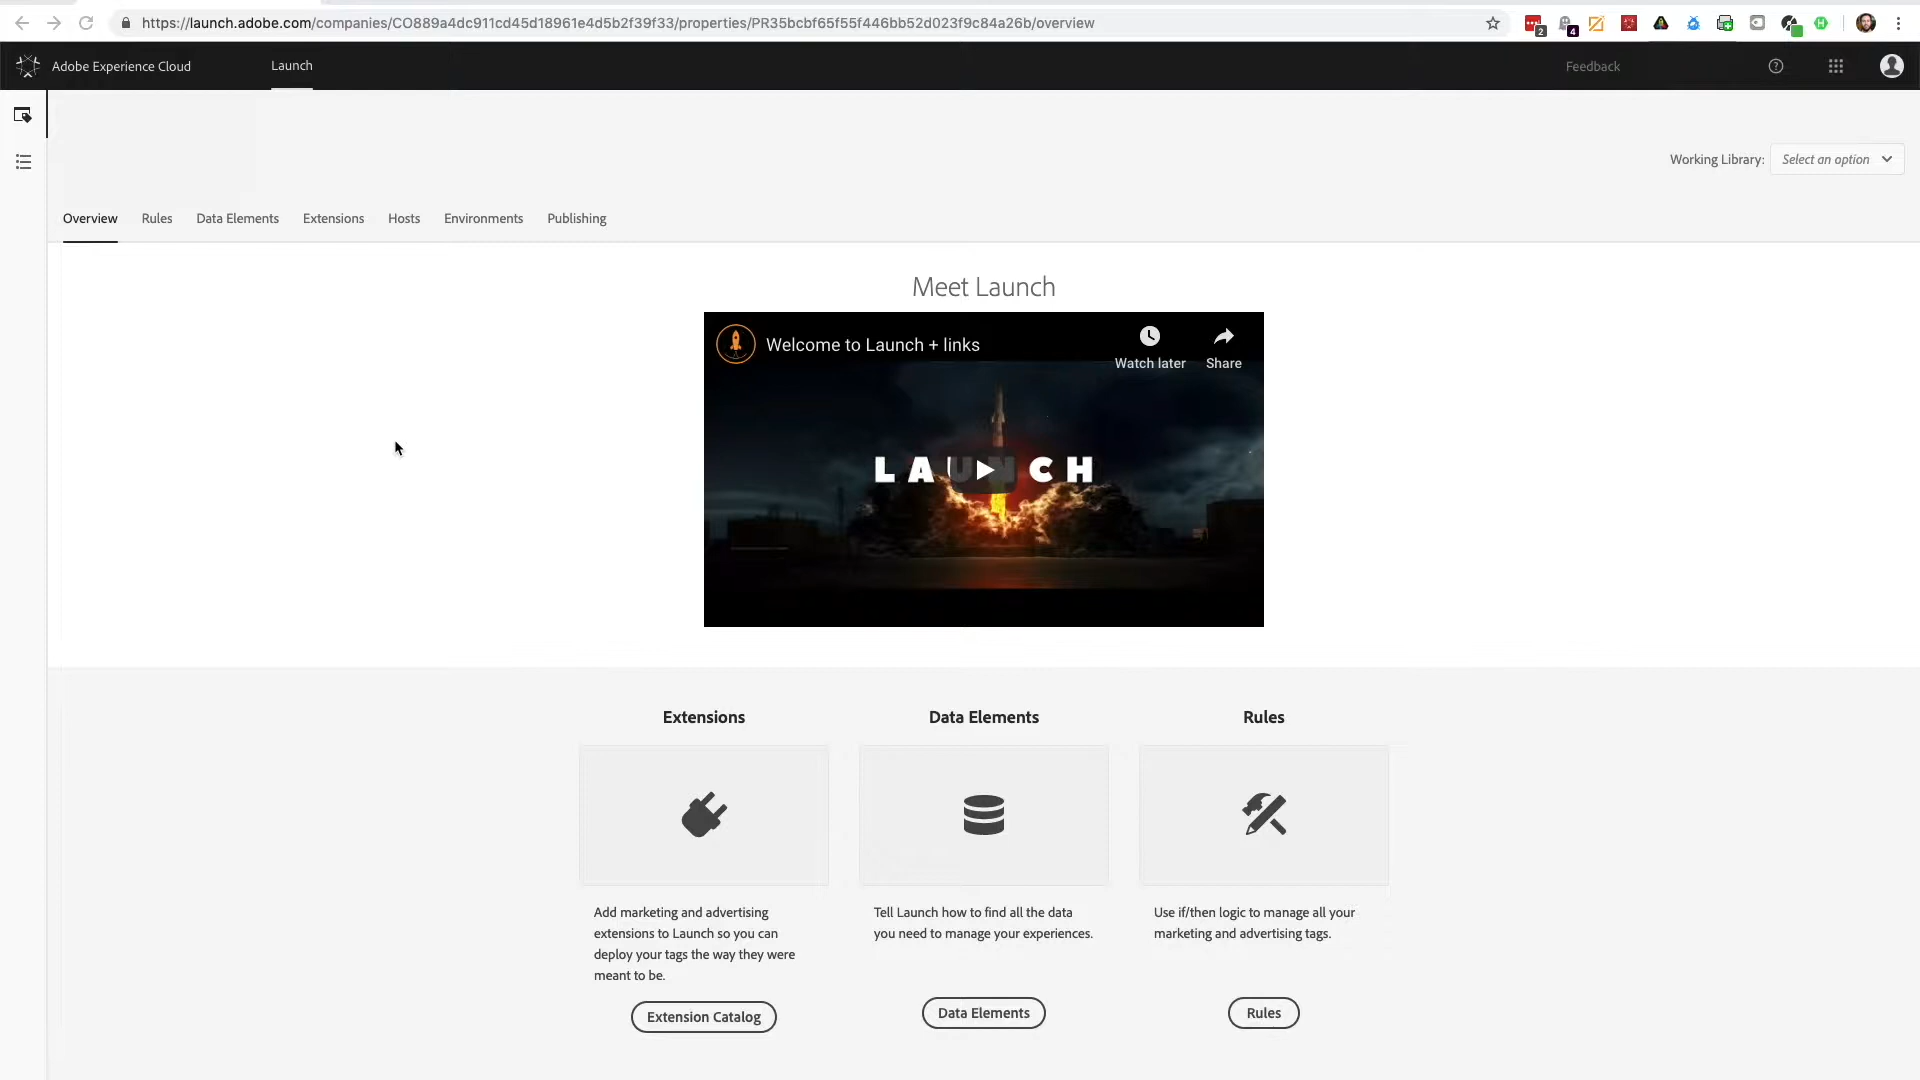 https://launch.adobe.com/companies/CO889a4dc911cd45d18961e4d5b2f39f33/properties/PR35bcbf65f55f446bb52d023f9c84a26b/overview
2
4
Adobe Experience Cloud
Launch
Feedback
Working Library:
Select an option
Overview
Rules
Data Elements
Extensions
Hosts
Environments
Publishing
Meet Launch
Welcome to Launch + links
Watch later
Share
LAUNCH
Extensions
Add marketing and advertising
extensions to Launch so you can
deploy your tags the way they were
meant to be.
Extension Catalog
Data Elements
Tell Launch how to find all the data
you need to manage your experiences.
Data Elements
Rules
Use if/then logic to manage all your
marketing and advertising tags.
Rules